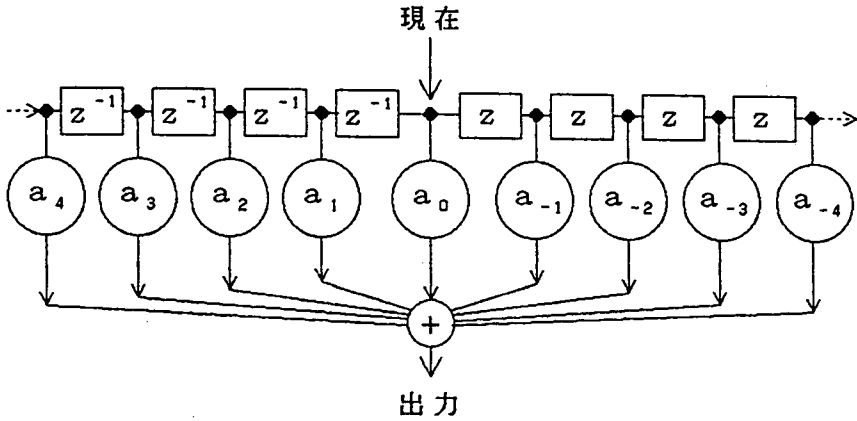 現在
z⁻¹ z⁻¹ z⁻¹ z⁻¹ z z z z
a₄ a₃ a₂ a₁ a₀ a₋₁ a₋₂ a₋₃ a₋₄
+
出力